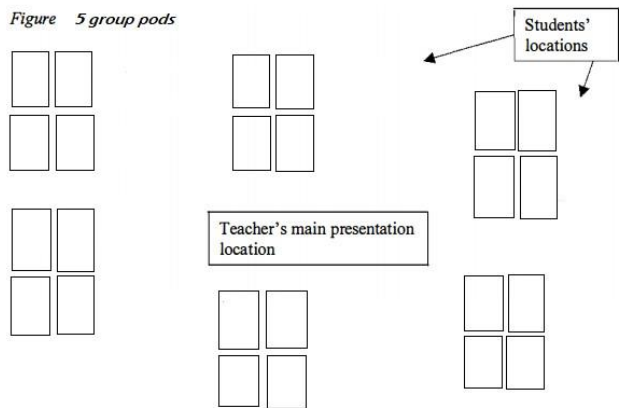 Figure 5 group pods
Students’
locations
Teacher’s main presentation
location